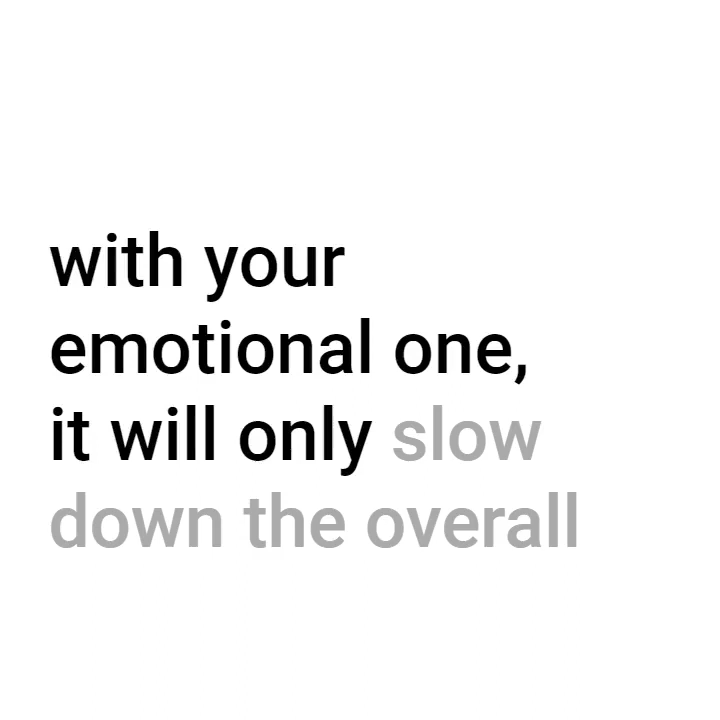 with your
emotional one,
it will only slow
down the overall